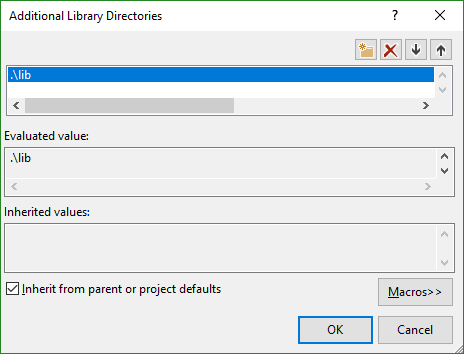 Additional Library Directories
.\lib
Evaluated value:
.\lib
Inherited values:
Inherit from parent or project defaults
Macros>>
OK
Cancel